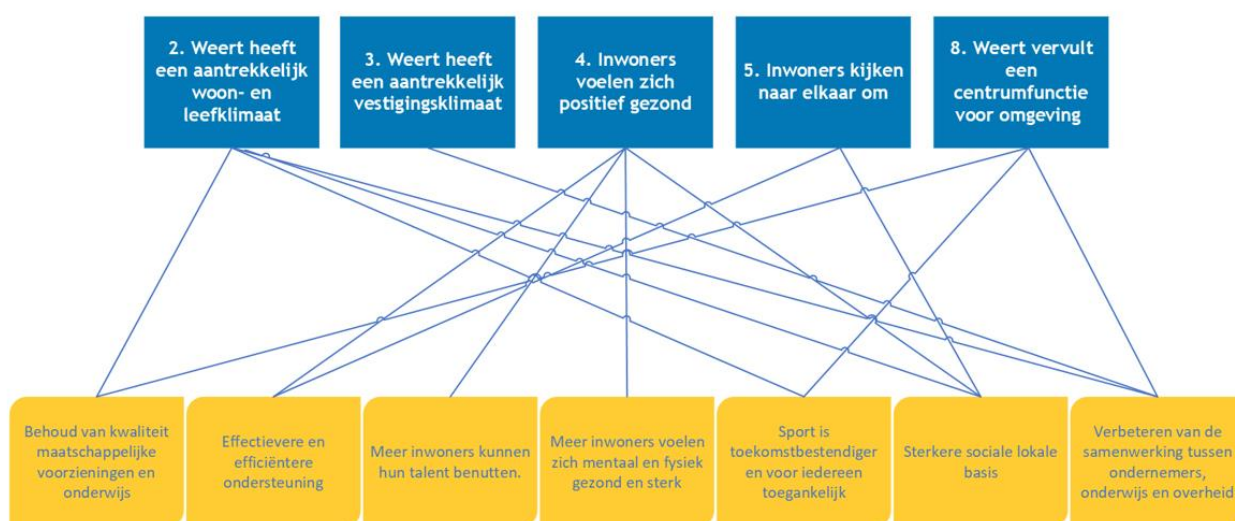 2. Weert heeft
een aantrekkelijk
woon- en
leefklimaat
3. Weert heeft
een aantrekkelijk
vestigingsklimaat
4. Inwoners
voelen zich
positief gezond
5. Inwoners kijken
naar elkaar om
8. Weert vervult
een
centrumfunctie
voor omgeving
Behoud van kwaliteit
maatschappelijke
voorzieningen en
onderwijs
Effectievere en
efficiëntere
ondersteuning
Meer inwoners kunnen
hun talent benutten.
Meer inwoners voelen
zich mentaal en fysiek
gezond en sterk
Sport is
toekomstbestendiger
en voor iedereen
toegankelijk
Sterkere sociale lokale
basis
Verbeteren van de
samenwerking tussen
ondernemers,
onderwijs en overheid